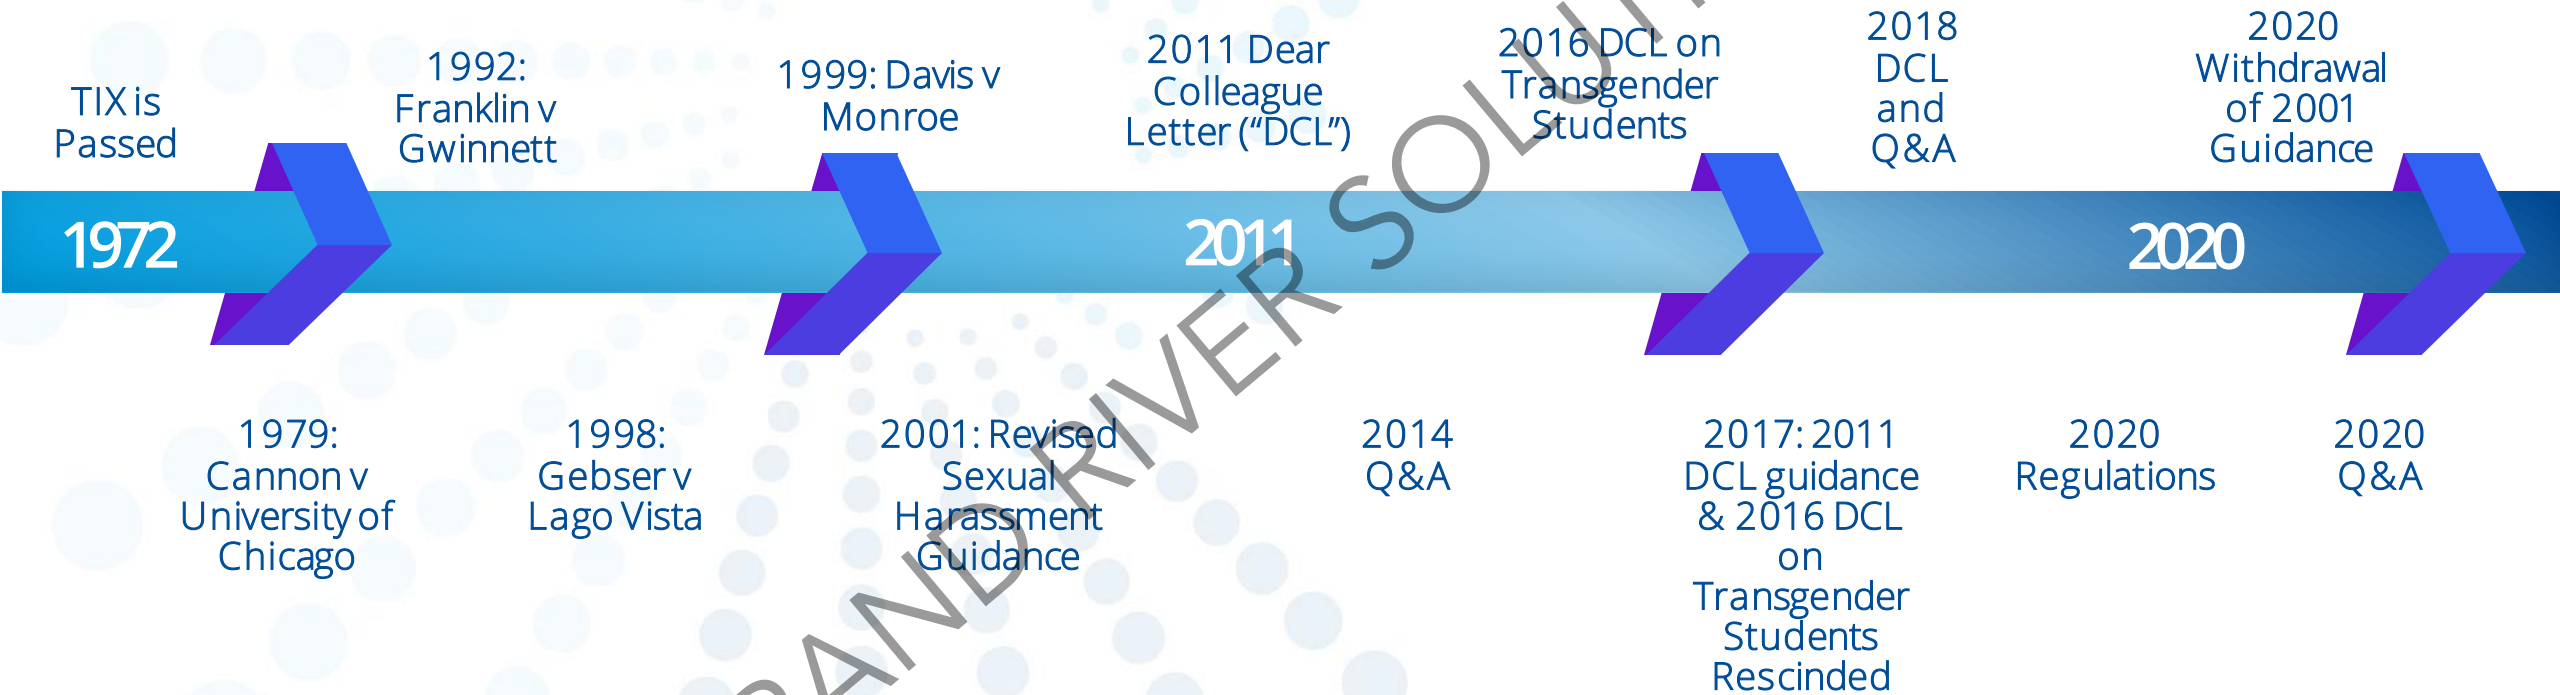 TIX is
Passed
1992:
Franklin v
Gwinnett
1999: Davis v
Monroe
2011 Dear
Colleague
Letter (“DCL”)
2016 DCL on
Transgender
Students
2018
DCL
and
Q&A
2020
Withdrawal
of 2001
Guidance
1972
2011
2020
1979:
Cannon v
University of
Chicago
1998:
Gebser v
Lago Vista
2001: Revised
Sexual
Harassment
Guidance
2014
Q&A
2017: 2011
DCL guidance
& 2016 DCL
on
Transgender
Students
Rescinded
2020
Regulations
2020
Q&A
RIVER